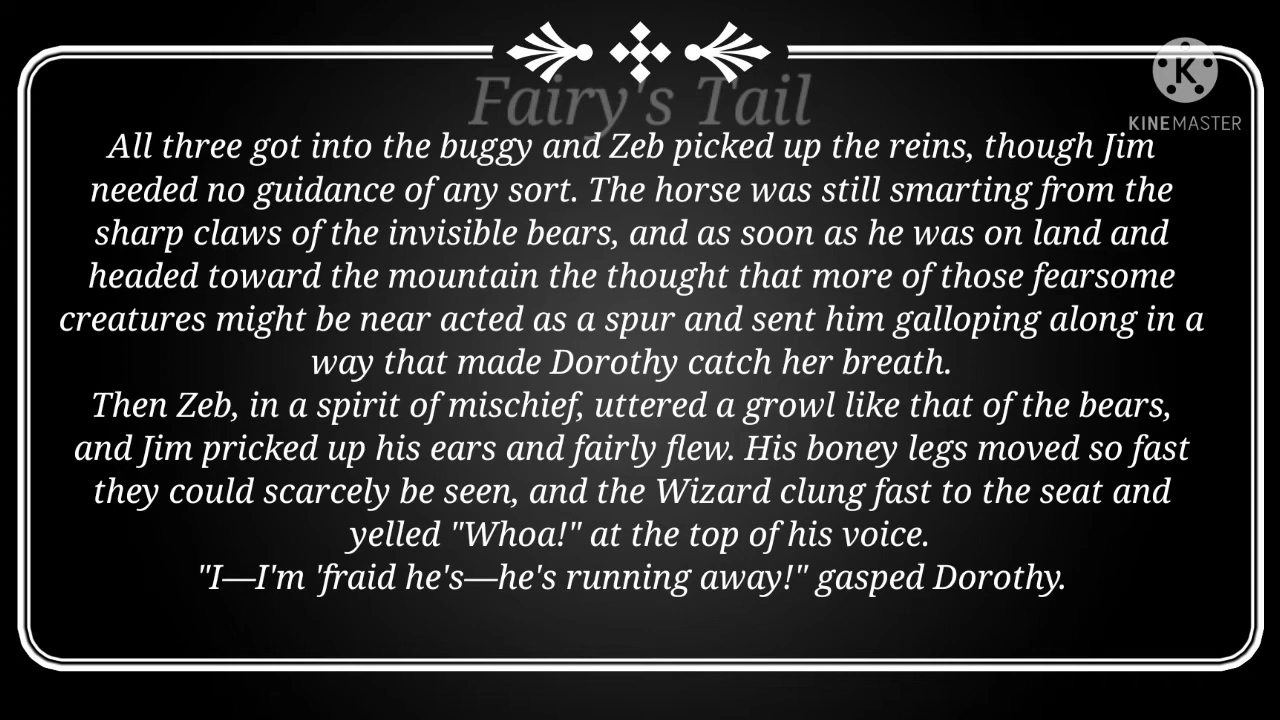 Fairy's Tail
K
KINEMASTER
All three got into the buggy and Zeb picked up the reins, though Jim
needed no guidance of any sort. The horse was still smarting from the
sharp claws of the invisible bears, and as soon as he was on land and
headed toward the mountain the thought that more of those fearsome
creatures might be near acted as a spur and sent him galloping along in a
way that made Dorothy catch her breath.
Then Zeb, in a spirit of mischief, uttered a growl like that of the bears,
and Jim pricked up his ears and fairly flew. His boney legs moved so fast
they could scarcely be seen, and the Wizard clung fast to the seat and
yelled "Whoa!" at the top of his voice.
"I—I'm 'fraid he's—he's running away!" gasped Dorothy.